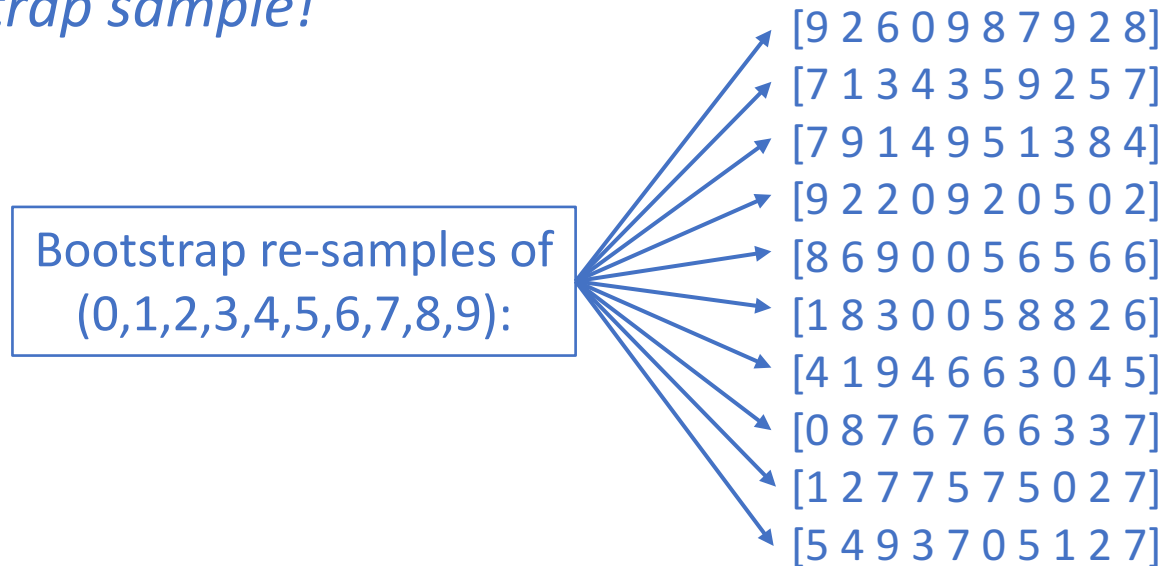 trap sample!
Bootstrap re-samples of
(0,1,2,3,4,5,6,7,8,9):
[9 2 6 0 9 8 7 9 2 8]
[7 1 3 4 3 5 9 2 5 7]
[7 9 1 4 9 5 1 3 8 4]
[9 2 2 0 9 2 0 5 0 2]
[8 6 9 0 0 5 6 5 6 6]
[1 8 3 0 0 5 8 8 2 6]
[4 1 9 4 6 6 3 0 4 5]
[0 8 7 6 7 6 6 3 3 7]
[1 2 7 7 5 7 5 0 2 7]
[5 4 9 3 7 0 5 1 2 7]